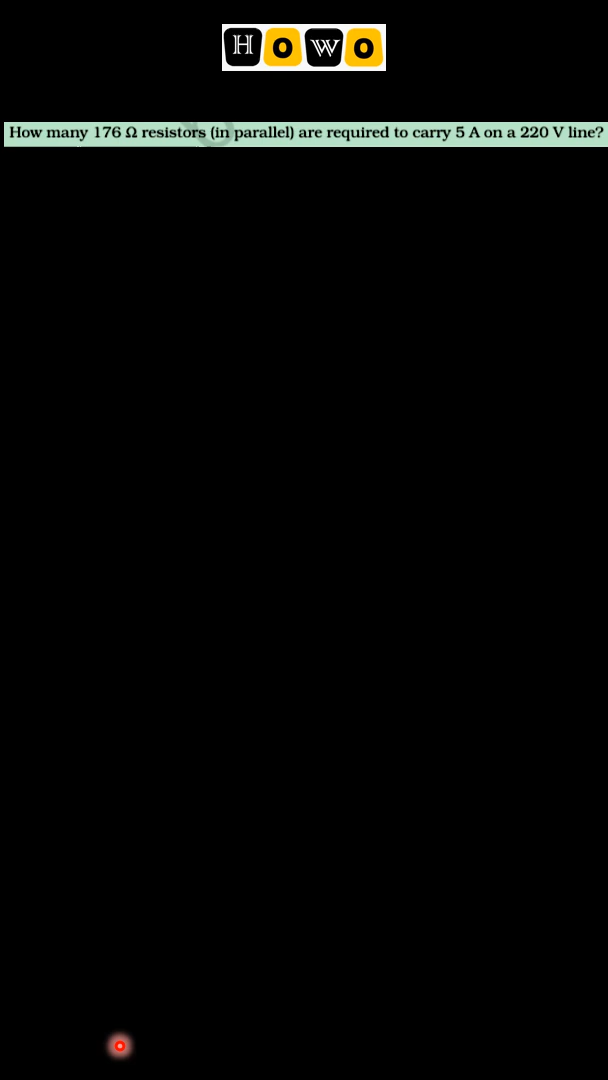 HOWO
How many 176 Ω resistors (in parallel) are required to carry 5 A on a 220 V line?